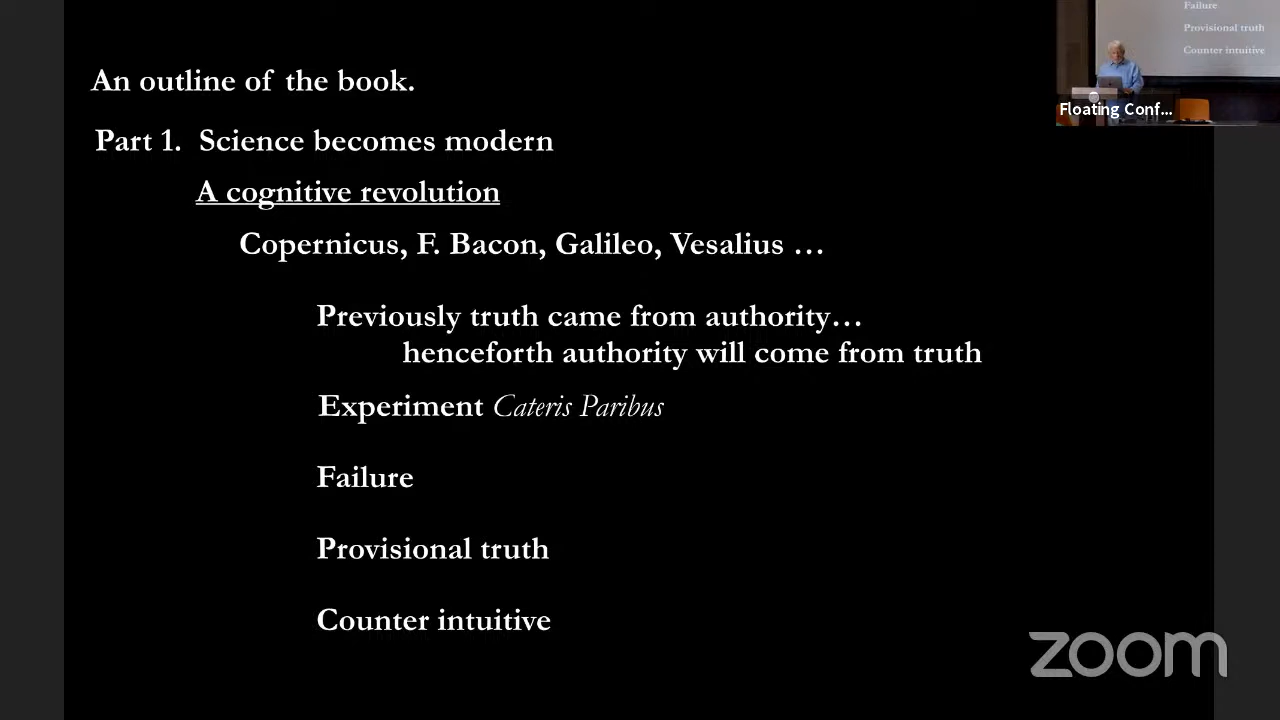 An outline of the book.
Part 1. Science becomes modern
A cognitive revolution
Copernicus, F. Bacon, Galileo, Vesalius …
Previously truth came from authority…
henceforth authority will come from truth
Experiment Cateris Paribus
Failure
Provisional truth
Counter intuitive
Failure
Provisional truth
Counter intuitive
Floating Conf...
zoom